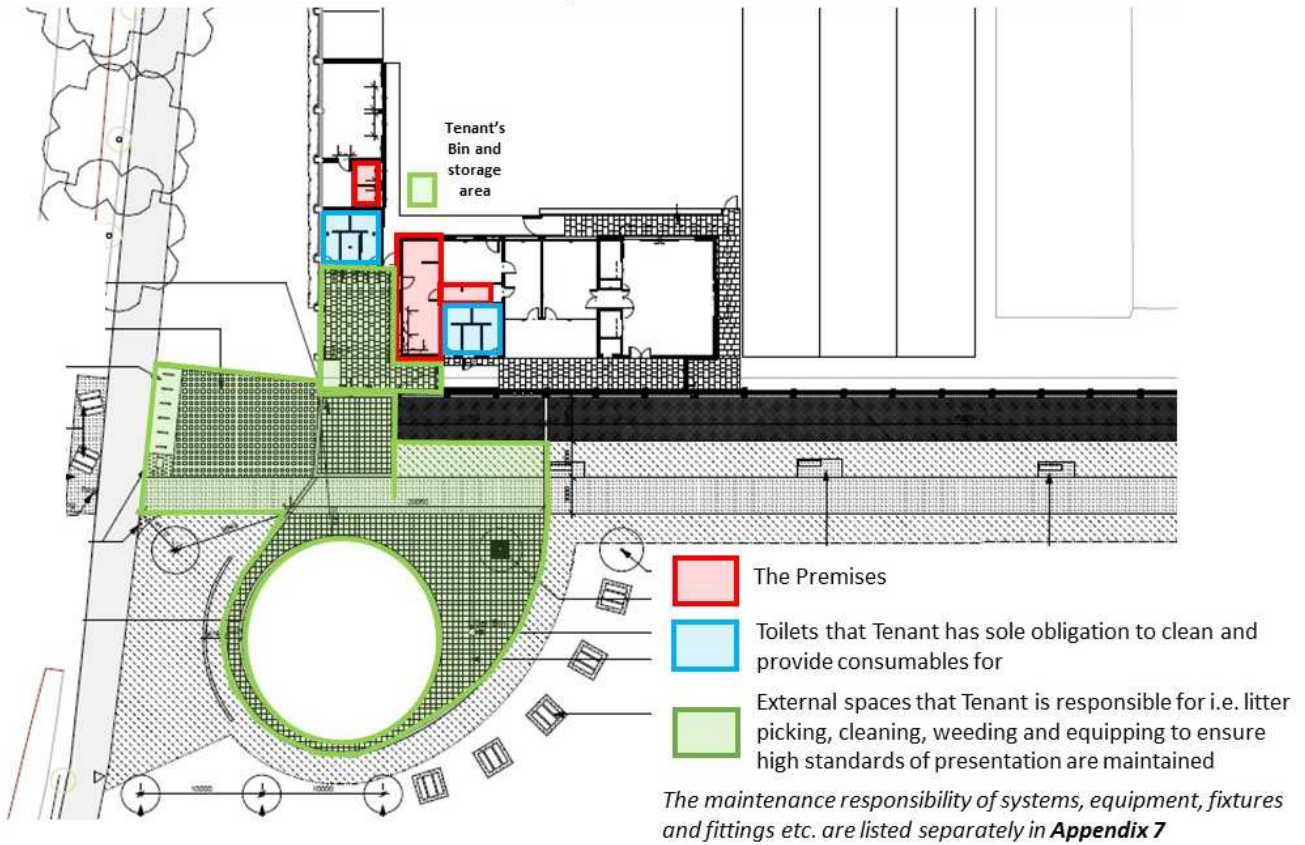 Tenant's
Bin and
storage
area
The Premises
Toilets that Tenant has sole obligation to clean and
provide consumables for
External spaces that Tenant is responsible for i.e. litter
picking, cleaning, weeding and equipping to ensure
high standards of presentation are maintained
The maintenance responsibility of systems, equipment, fixtures
and fittings etc. are listed separately in Appendix 7
10000
10000